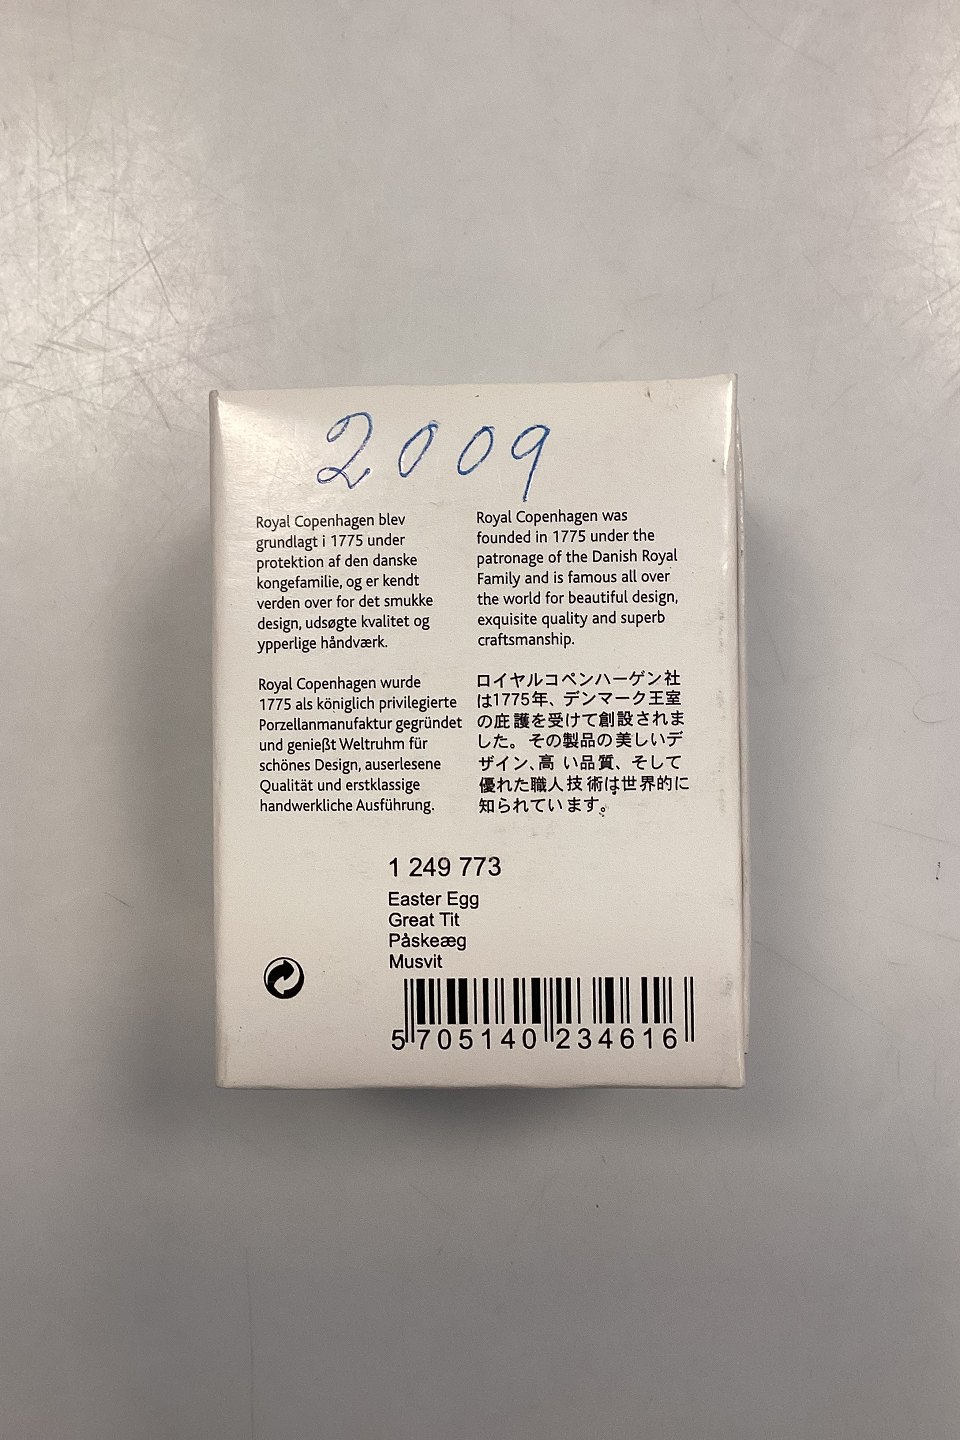 2009
Royal Copenhagen blev
grundlagt i 1775 under
protektion af den danske
kongefamilie, og er kendt
verden over for det smukke
design, udsøgte kvalitet og
ypperlige håndværk.
Royal Copenhagen was
founded in 1775 under the
patronage of the Danish Royal
Family and is famous all over
the world for beautiful design,
exquisite quality and superb
craftsmanship.
Royal Copenhagen wurde
1775 als königlich privilegierte
Porzellanmanufaktur gegründet
und genießt Weltruhm für
schönes Design, auserlesene
Qualität und erstklassige
handwerkliche Ausführung.
ロイヤルコペンハーゲン社
は1775年、デンマーク王室
の庇護を受けて創設されま
した。その製品の美しいデ
ザイン、高い品質、そして
優れた職人技術は世界的に
知られています。
1 249 773
Easter Egg
Great Tit
Påskeæg
Musvit
5 705140 234616